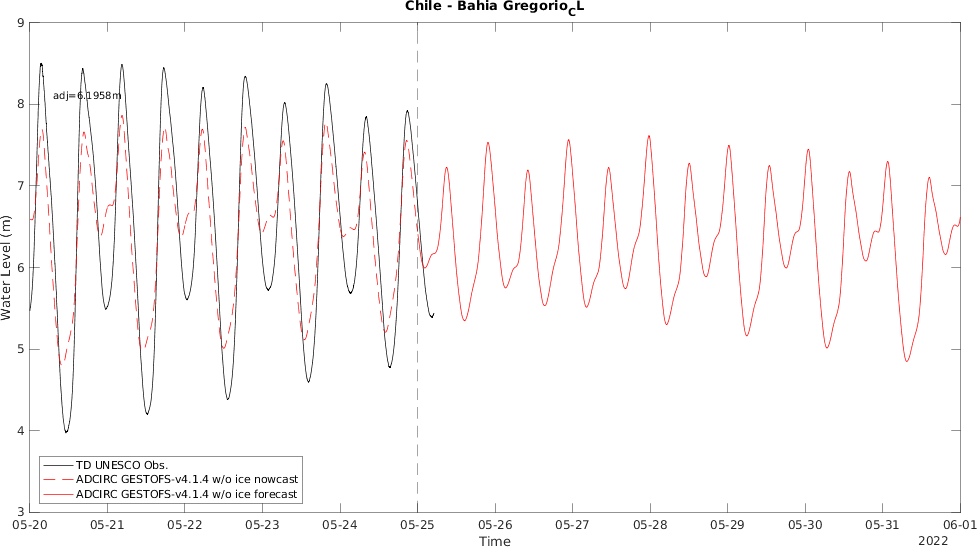 Chile - Bahia Gregorio_CL
adj=6.1958m
Water Level (m)
9
8
7
6
5
4
3
TD UNESCO Obs.
ADCIRC GESTOFS-v4.1.4 w/o ice nowcast
ADCIRC GESTOFS-v4.1.4 w/o ice forecast
05-20 05-21 05-22 05-23 05-24 05-25 05-26 05-27 05-28 05-29 05-30 05-31 06-01
Time
2022